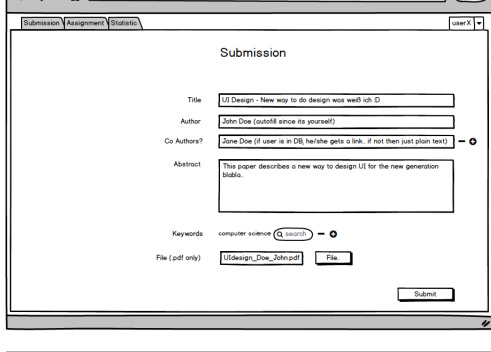 Submission Assignment Statistic userX
Submission
Title UI Design - New way to do design was weiß ich :D
Author John Doe (autofill since its yourself)
Co Authors? Jane Doe (if user is in DB, he/she gets a link.. if not then just plain text)
Abstract This paper describes a new way to design UI for the new generation
blabla..
Keywords computer science search
File (.pdf only) UIdesign_Doe_John.pdf File..
Submit